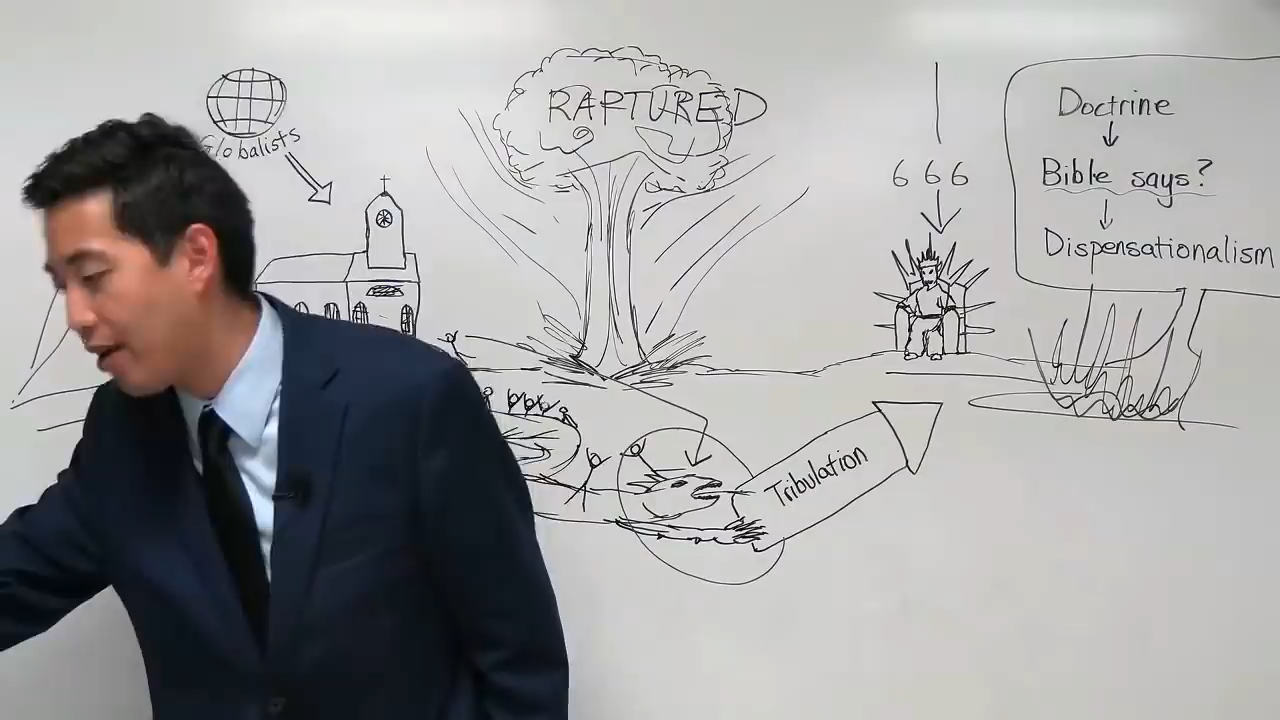 Globalists
RAPTURED
666
Doctrine
Bible says?
Dispensationalism
Tribulation